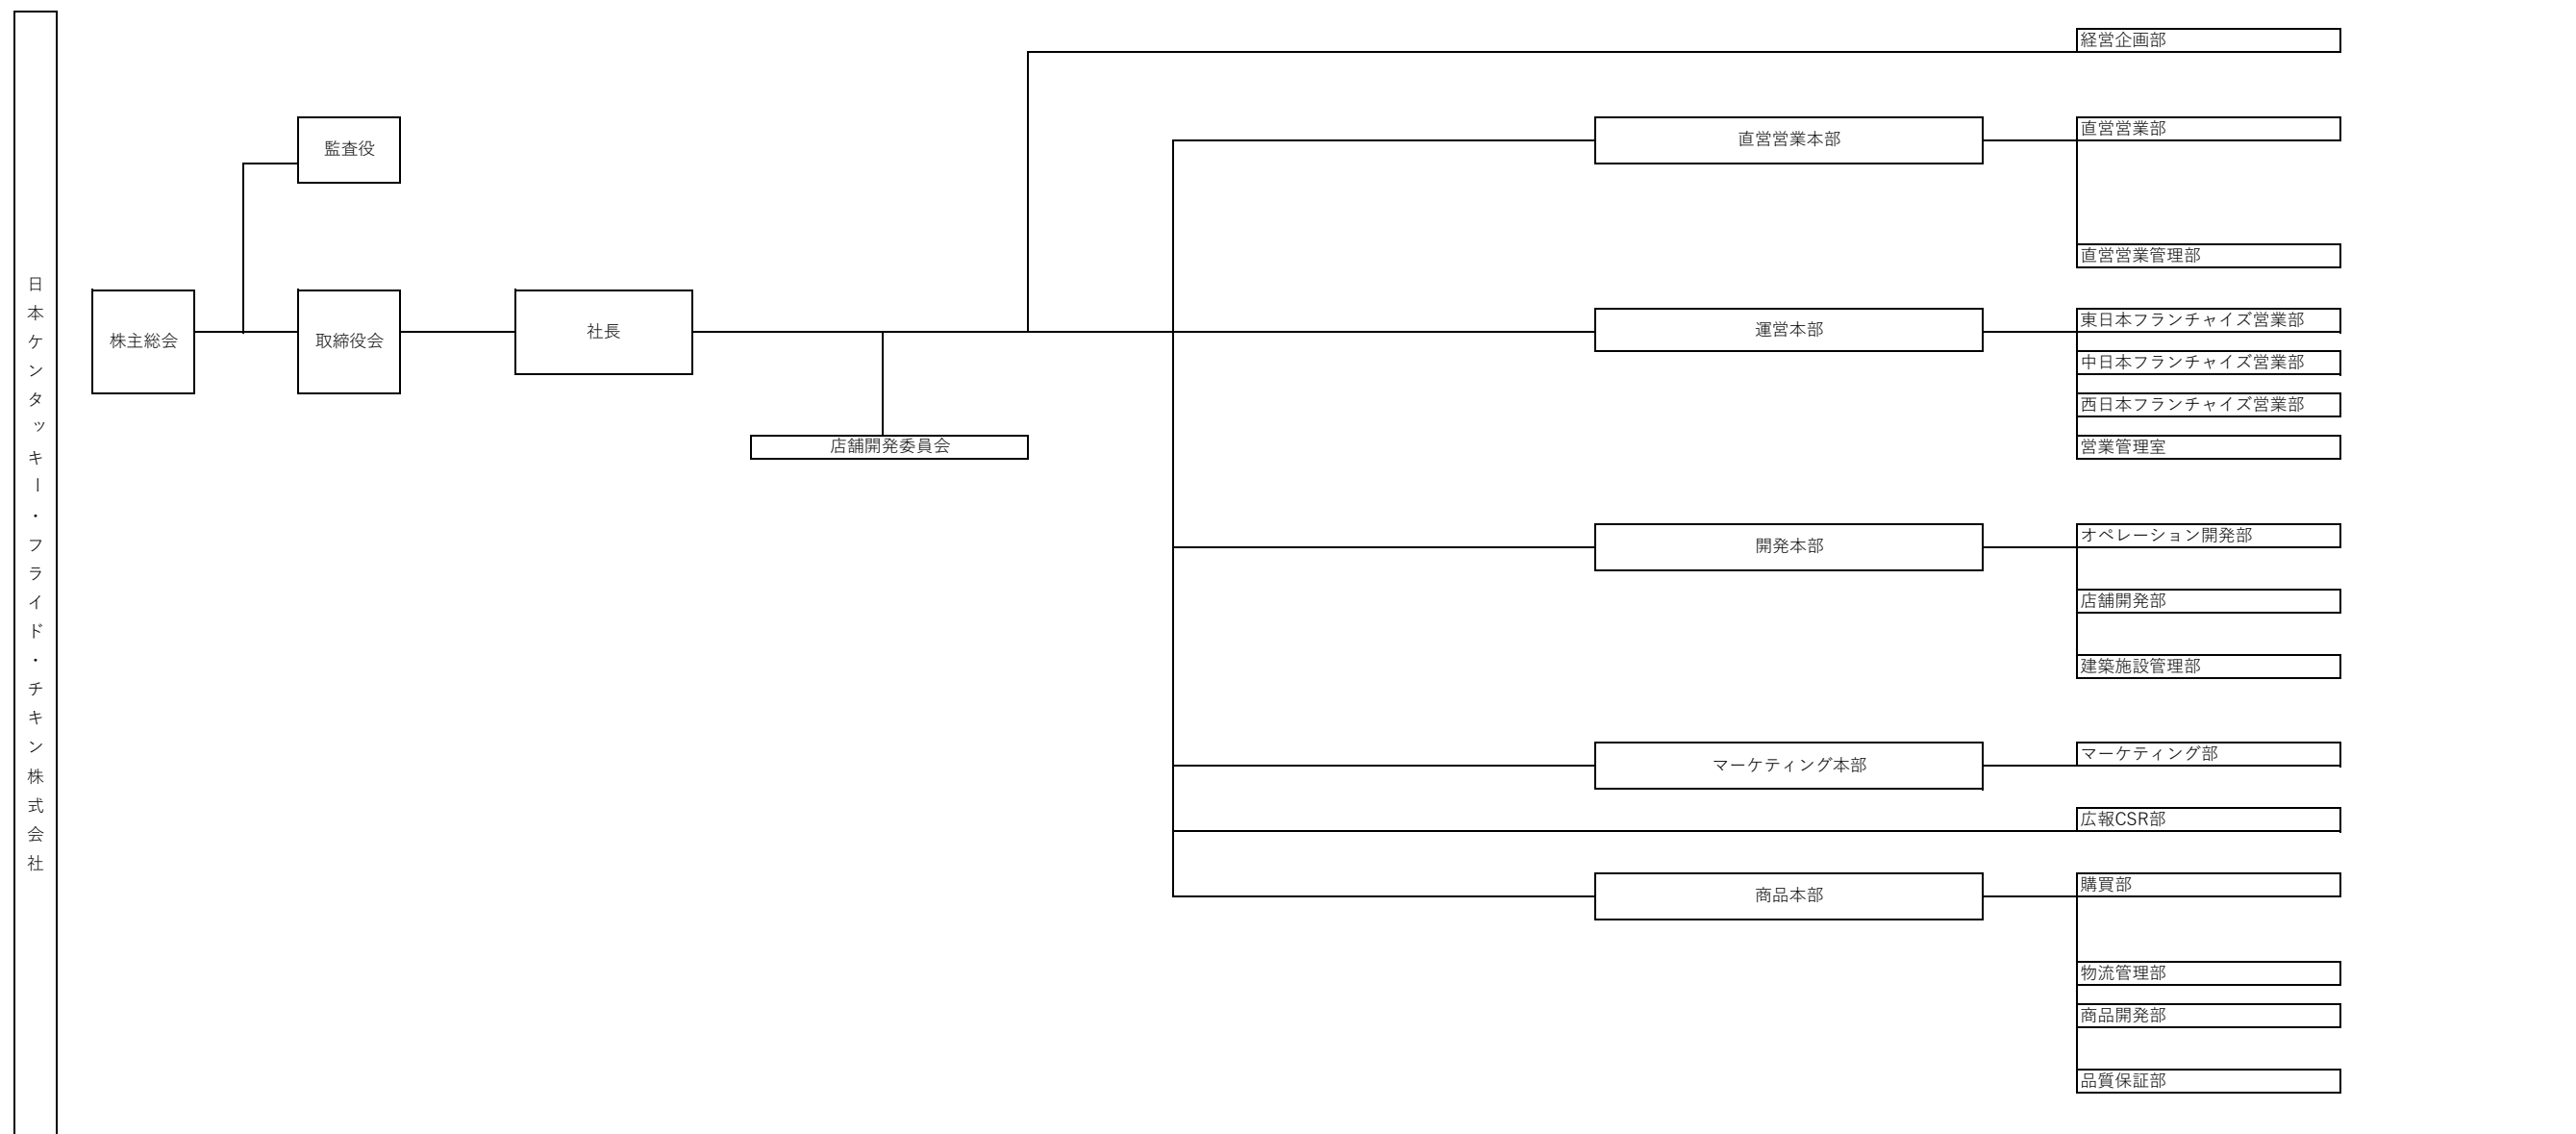 日本ケンタッキー・フライド・チキン株式会社
経営企画部
監査役
直営営業本部
直営営業部
直営営業管理部
株主総会
取締役会
社長
運営本部
東日本フランチャイズ営業部
中日本フランチャイズ営業部
西日本フランチャイズ営業部
店舗開発委員会
営業管理室
開発本部
オペレーション開発部
店舗開発部
建築施設管理部
マーケティング本部
マーケティング部
広報CSR部
商品本部
購買部
物流管理部
商品開発部
品質保証部